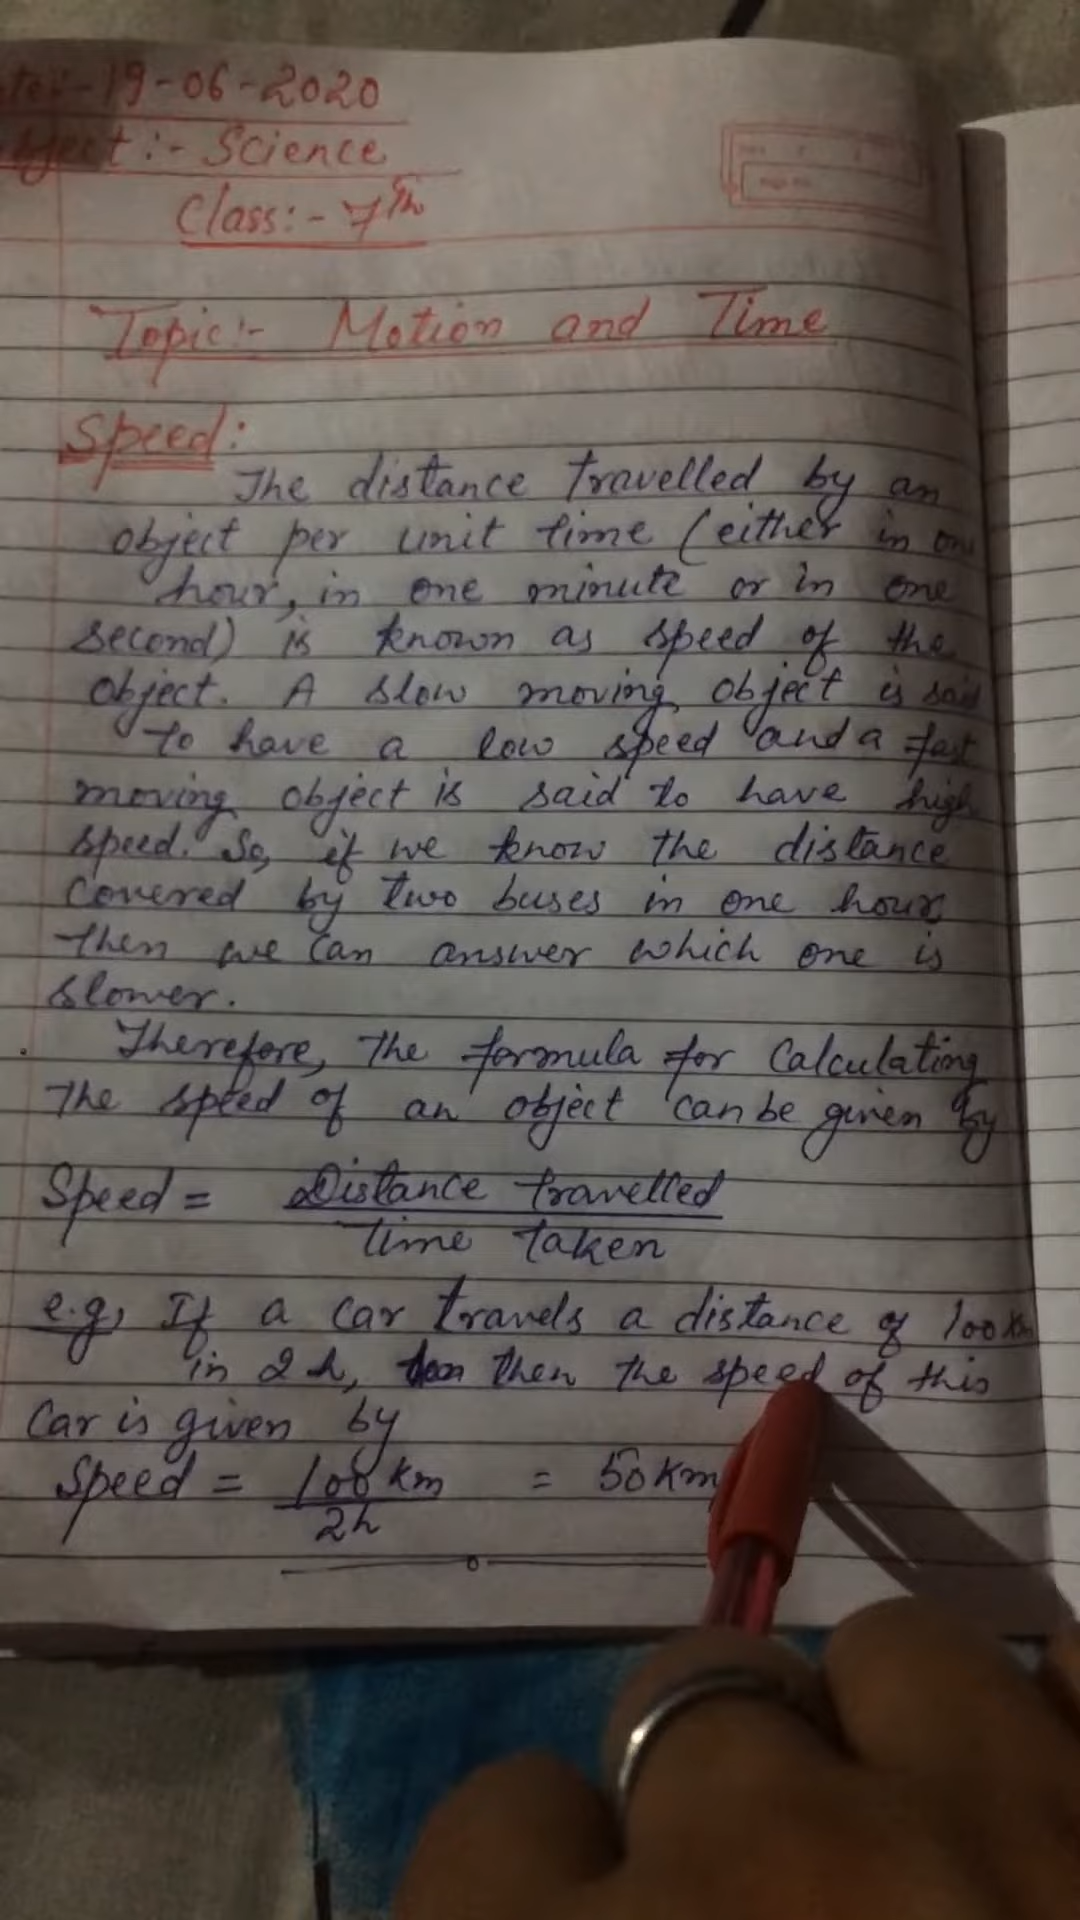 te:- 19-06-2020
bject:- Science
Class:- 7th
Topic:- Motion and Time
Speed:
The distance travelled by an
object per unit time (either in one
hour, in one minute or in one
second) is known as speed of the
object. A slow moving object is said
to have a low speed and a fast
moving object is said to have high
speed. So, if we know the distance
covered by two buses in one hour,
then we can answer which one is
slower.
Therefore, the formula for calculating
the speed of an object can be given by
Speed = Distance travelled
Time taken
e.g, If a car travels a distance of 100 km
in 2 h, then the speed of this
car is given by
Speed = 100 km = 50 km
2h